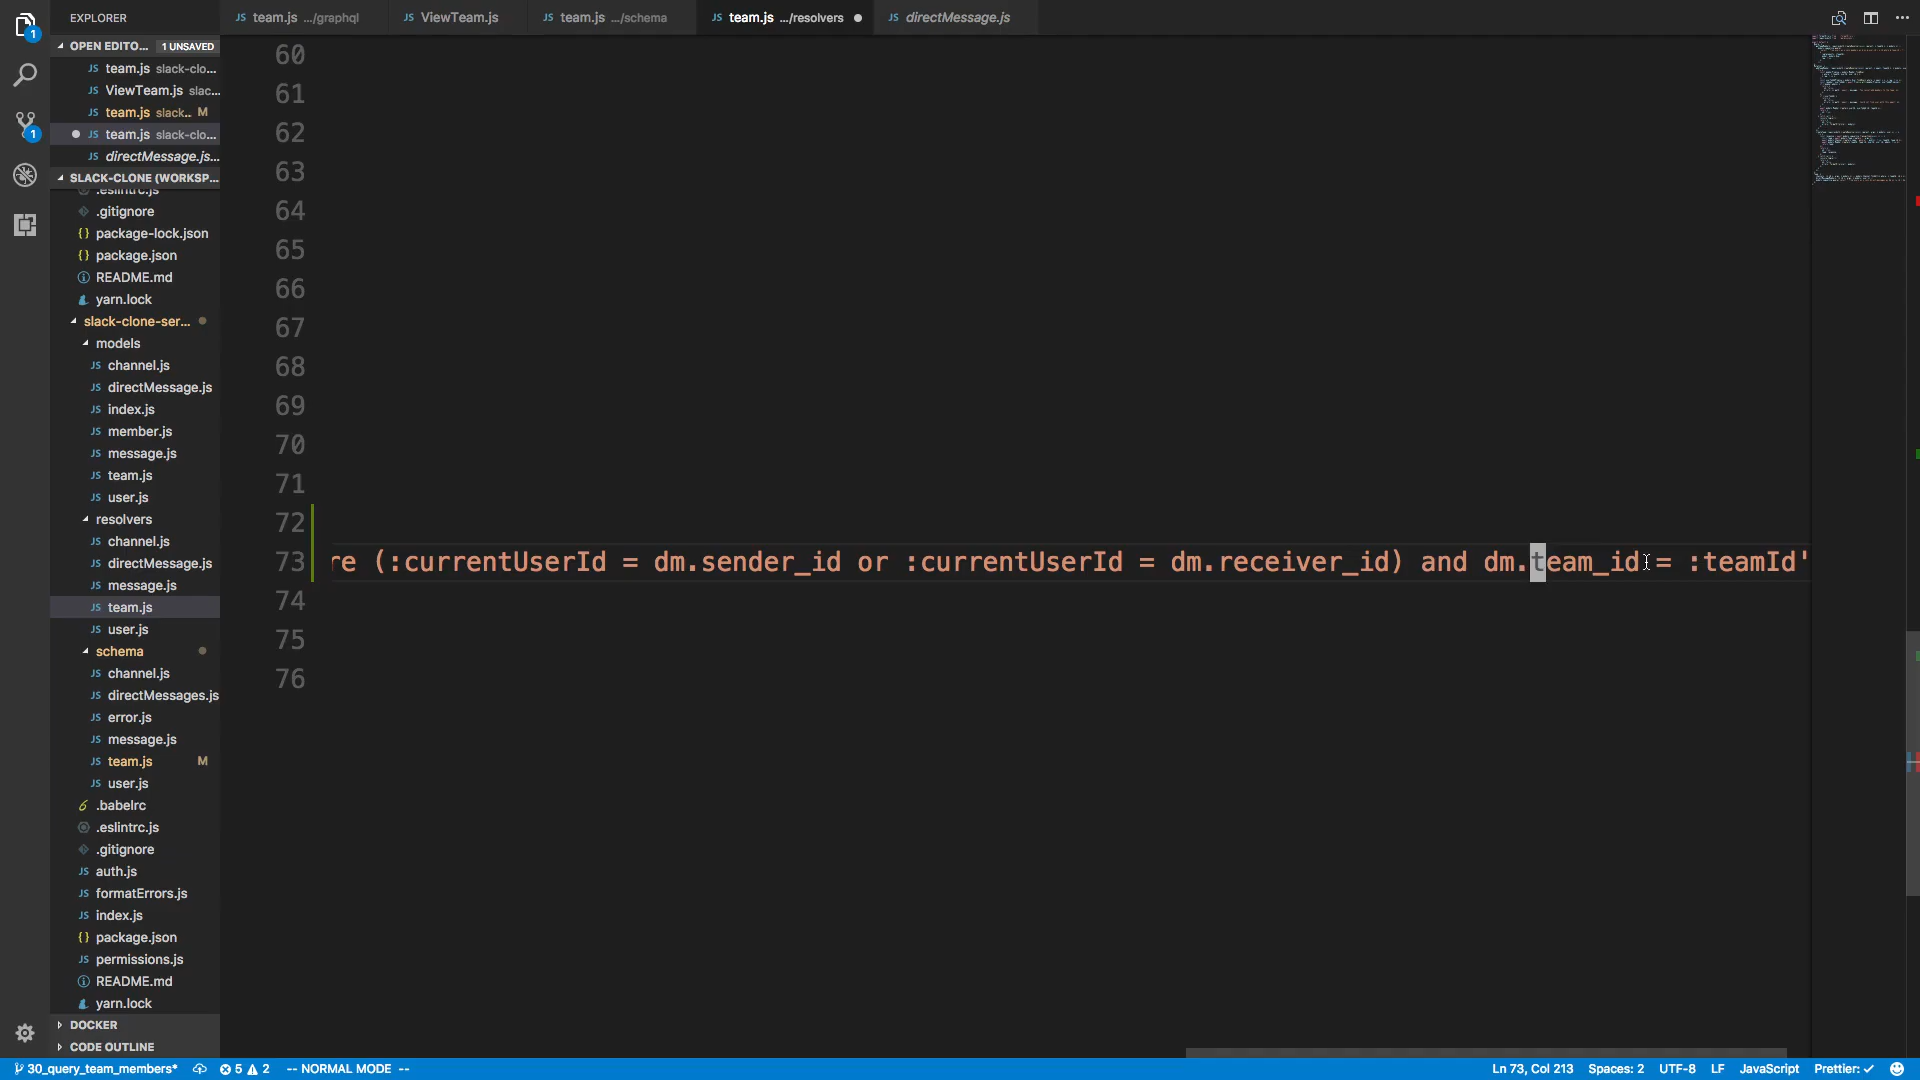 EXPLORER
team.js .../graphql
ViewTeam.js
team.js .../schema
team.js .../resolvers
directMessage.js
OPEN EDITO... 1 UNSAVED
team.js slack-clo...
ViewTeam.js slac...
team.js slack... M
team.js slack-clo...
directMessage.js...
SLACK-CLONE (WORKSP...
.eslintrc.js
.gitignore
package-lock.json
package.json
README.md
yarn.lock
slack-clone-ser...
models
channel.js
directMessage.js
index.js
member.js
message.js
team.js
user.js
resolvers
channel.js
directMessage.js
message.js
team.js
user.js
schema
channel.js
directMessages.js
error.js
message.js
team.js M
user.js
.babelrc
.eslintrc.js
.gitignore
auth.js
formatErrors.js
index.js
package.json
permissions.js
README.md
yarn.lock
DOCKER
CODE OUTLINE
60
61
62
63
64
65
66
67
68
69
70
71
72
73 re (:currentUserId = dm.sender_id or :currentUserId = dm.receiver_id) and dm.team_id = :teamId'
74
75
76
30_query_team_members* 5 2 -- NORMAL MODE -- Ln 73, Col 213 Spaces: 2 UTF-8 LF JavaScript Prettier: ✓